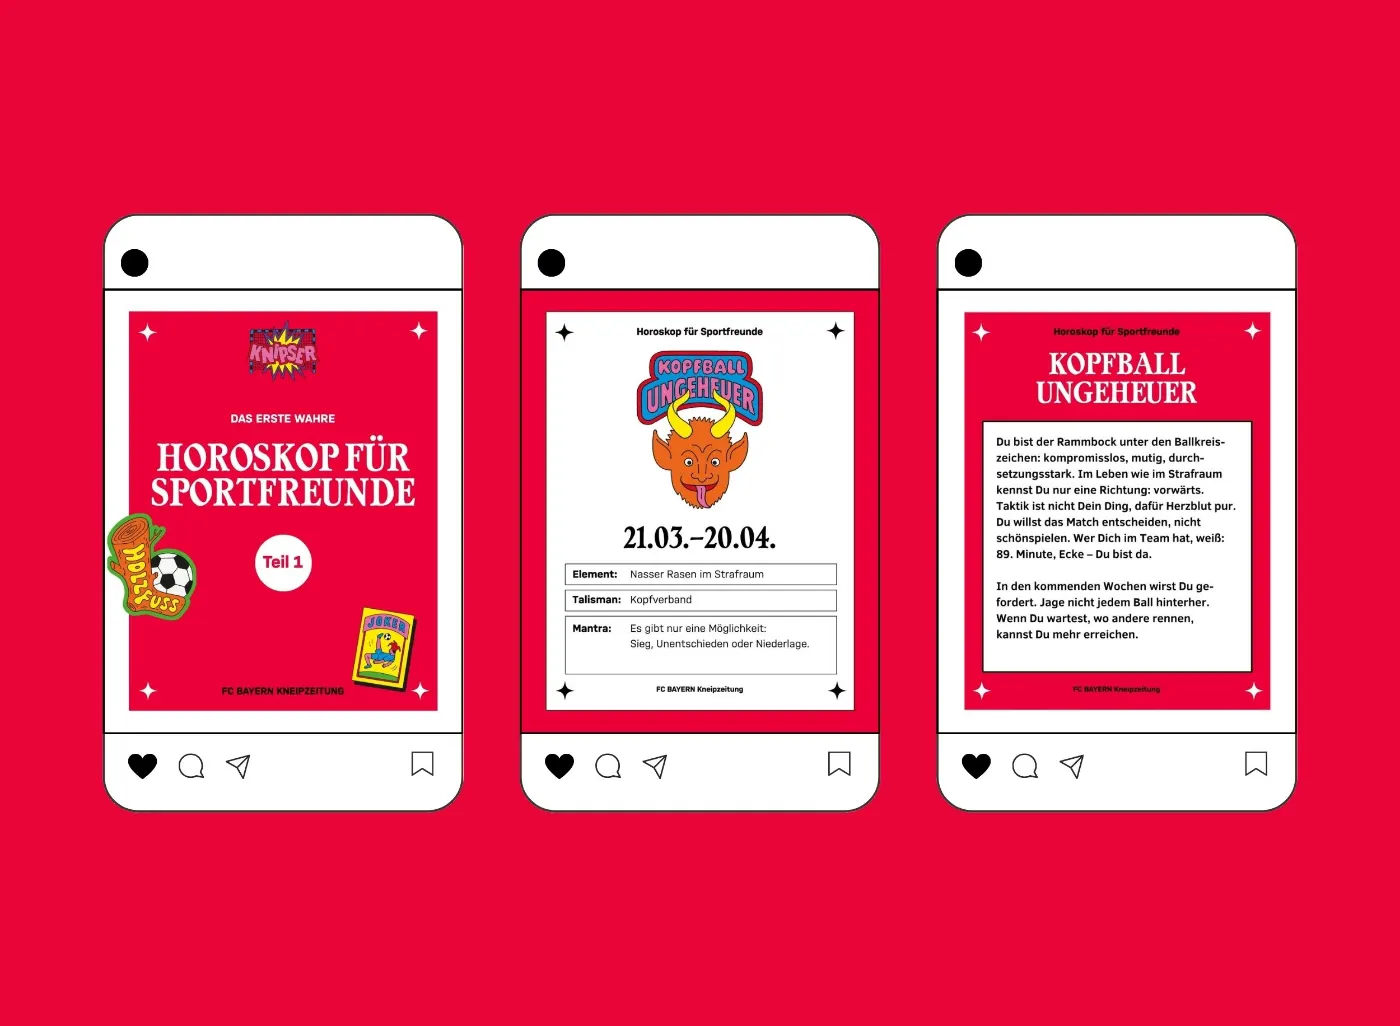 KNIPSER
DAS ERSTE WAHRE
HOROSKOP FÜR
SPORTFREUNDE
HOLZFUSS
Teil 1
JOKER
FC BAYERN KNEIPZEITUNG
Horoskop für Sportfreunde
KOPFBALL
UNGEHEUER
21.03.–20.04.
Element: Nasser Rasen im Strafraum
Talisman: Kopfverband
Mantra: Es gibt nur eine Möglichkeit:
Sieg, Unentschieden oder Niederlage.
FC BAYERN Kneipzeitung
Horoskop für Sportfreunde
KOPFBALL
UNGEHEUER
Du bist der Rammbock unter den Ballkreis-
zeichen: kompromisslos, mutig, durch-
setzungsstark. Im Leben wie im Strafraum
kennst Du nur eine Richtung: vorwärts.
Taktik ist nicht Dein Ding, dafür Herzblut pur.
Du willst das Match entscheiden, nicht
schönspielen. Wer Dich im Team hat, weiß:
89. Minute, Ecke – Du bist da.
In den kommenden Wochen wirst Du ge-
fordert. Jage nicht jedem Ball hinterher.
Wenn Du wartest, wo andere rennen,
kannst Du mehr erreichen.
FC BAYERN Kneipzeitung